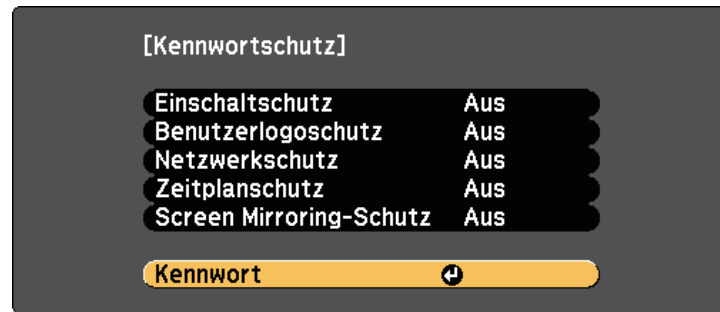 [Kennwortschutz]
Einschaltschutz Aus
Benutzerlogoschutz Aus
Netzwerkschutz Aus
Zeitplanschutz Aus
Screen Mirroring-Schutz Aus
Kennwort